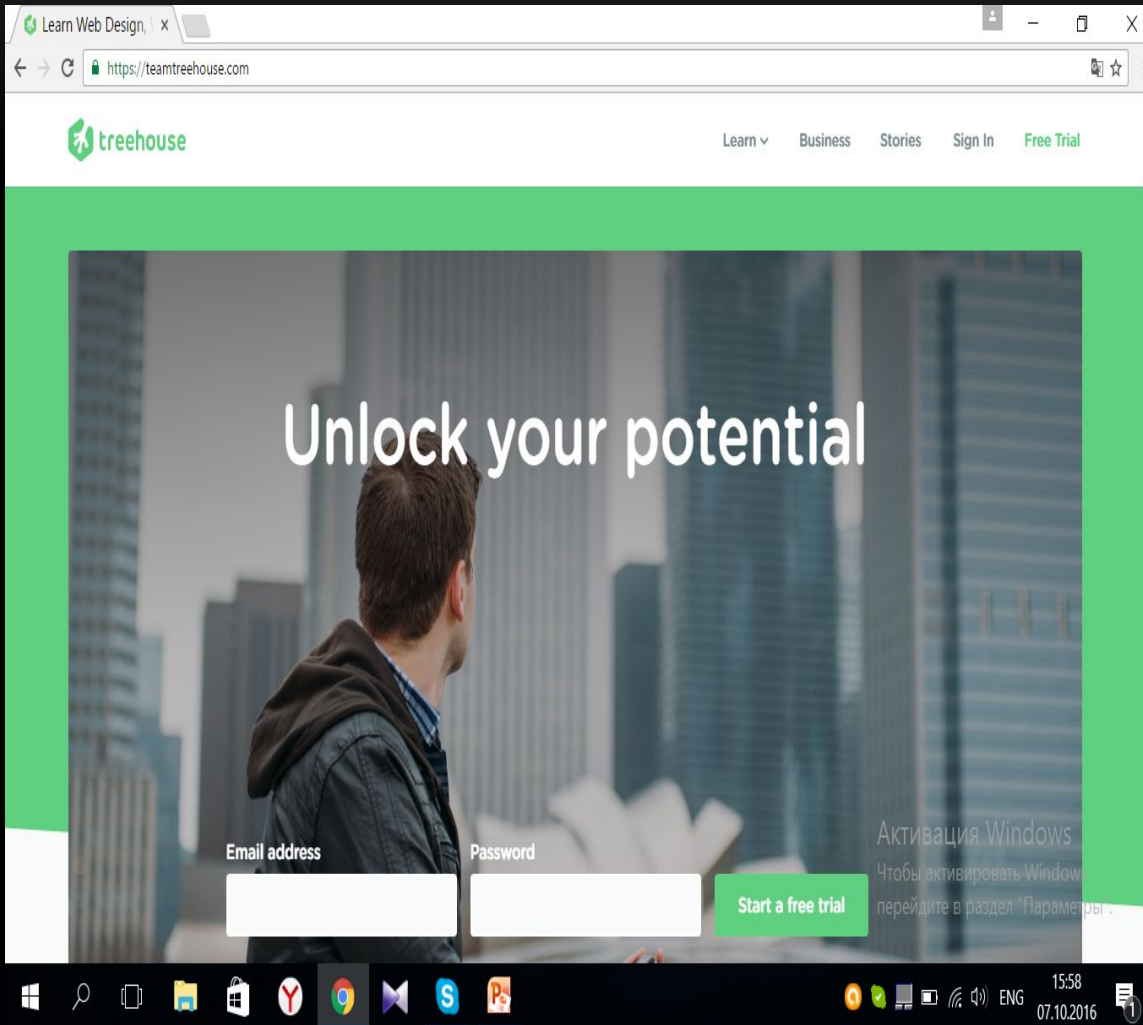 Learn Web Design,
https://teamtreehouse.com
treehouse
Learn Business Stories Sign In Free Trial
Unlock your potential
Email address Password
Start a free trial
Активация Windows
Чтобы активировать Window
перейдите в раздел "Параметры".
ENG 15:58
07.10.2016
1